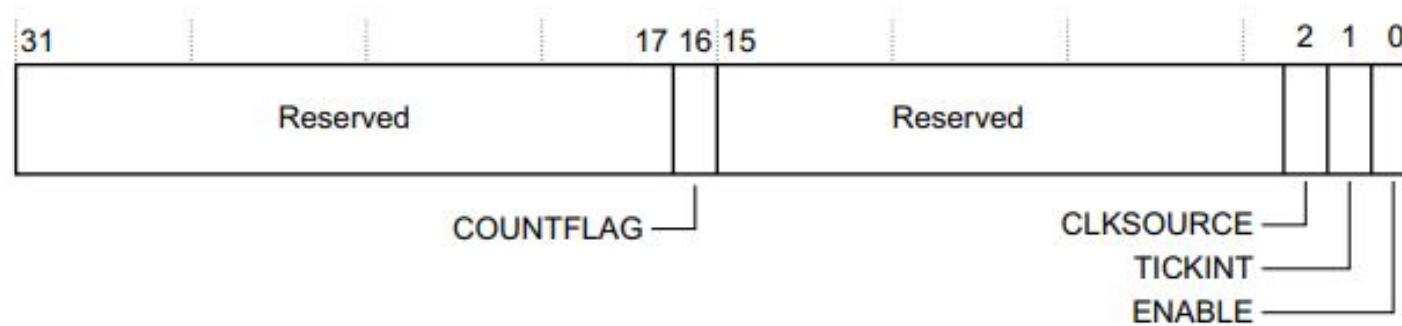 31 17 16 15 2 1 0
Reserved Reserved
COUNTFLAG CLKSOURCE
TICKINT
ENABLE